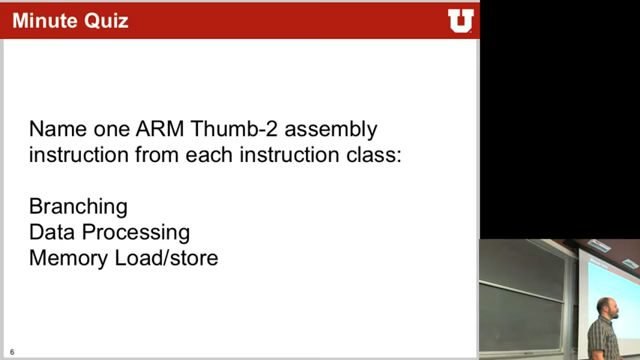 Minute Quiz
U
Name one ARM Thumb-2 assembly
instruction from each instruction class:
Branching
Data Processing
Memory Load/store
6